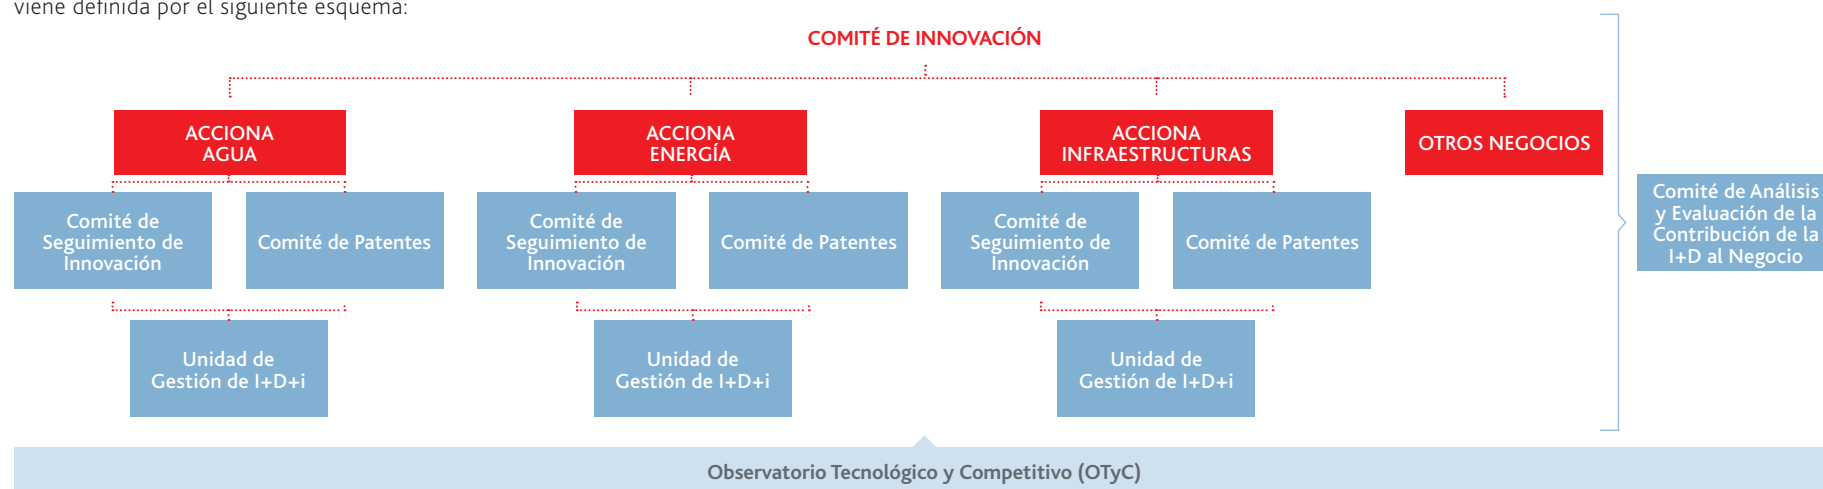 viene definida por el siguiente esquema:
COMITÉ DE INNOVACIÓN
ACCIONA
AGUA
ACCIONA
ENERGÍA
ACCIONA
INFRAESTRUCTURAS
OTROS NEGOCIOS
Comité de
Seguimiento de
Innovación
Comité de Patentes
Comité de
Seguimiento de
Innovación
Comité de Patentes
Comité de
Seguimiento de
Innovación
Comité de Patentes
Comité de Análisis
y Evaluación de la
Contribución de la
I+D al Negocio
Unidad de
Gestión de I+D+i
Unidad de
Gestión de I+D+i
Unidad de
Gestión de I+D+i
Observatorio Tecnológico y Competitivo (OTyC)